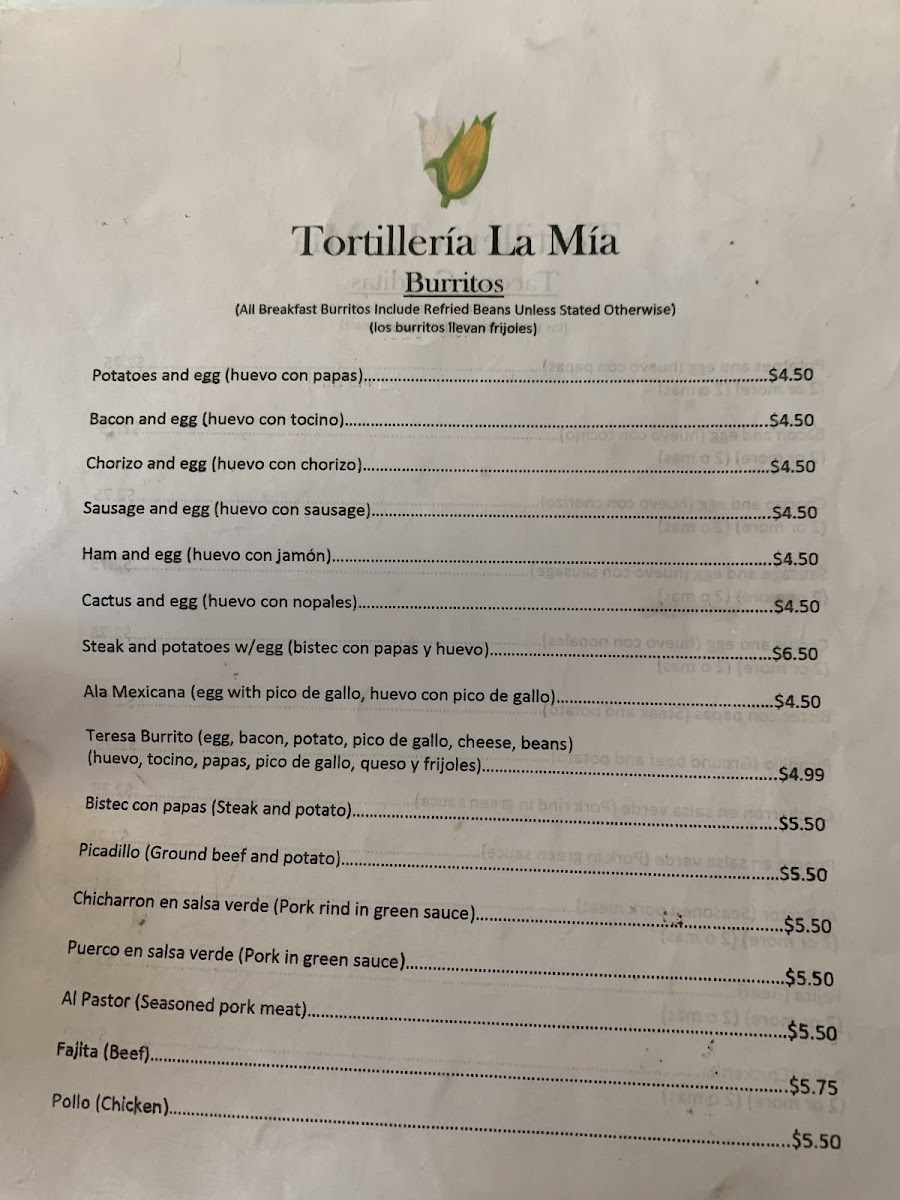 Tortillería La Mía
Burritos
(All Breakfast Burritos Include Refried Beans Unless Stated Otherwise)
(los burritos llevan frijoles)
Potatoes and egg (huevo con papas)..........$4.50
Bacon and egg (huevo con tocino)..........$4.50
Chorizo and egg (huevo con chorizo)..........$4.50
Sausage and egg (huevo con sausage)..........$4.50
Ham and egg (huevo con jamón)..........$4.50
Cactus and egg (huevo con nopales)..........$4.50
Steak and potatoes w/egg (bistec con papas y huevo)..........$6.50
Ala Mexicana (egg with pico de gallo, huevo con pico de gallo)..........$4.50
Teresa Burrito (egg, bacon, potato, pico de gallo, cheese, beans)
(huevo, tocino, papas, pico de gallo, queso y frijoles)..........$4.99
Bistec con papas (Steak and potato)..........$5.50
Picadillo (Ground beef and potato)..........$5.50
Chicharron en salsa verde (Pork rind in green sauce)..........$5.50
Puerco en salsa verde (Pork in green sauce)..........$5.50
Al Pastor (Seasoned pork meat)..........$5.50
Fajita (Beef)..........$5.75
Pollo (Chicken)..........$5.50